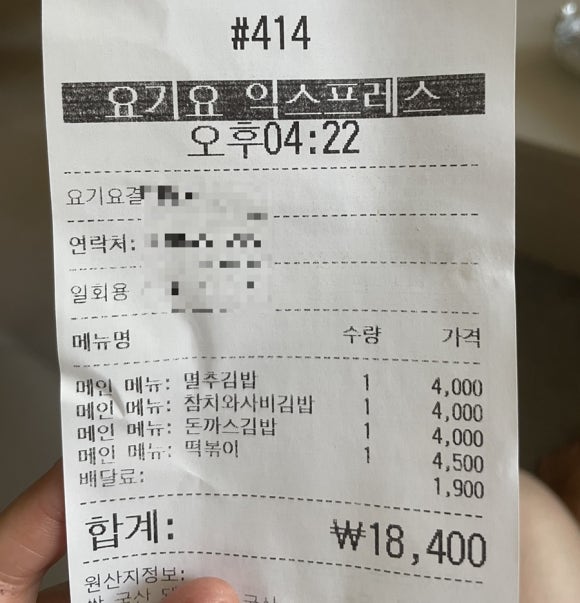 #414
요기요 익스프레스
오후04:22
요기요결
연락처:
일회용
메뉴명 수량 가격
메인 메뉴: 멸추김밥 1 4,000
메인 메뉴: 참치와사비김밥 1 4,000
메인 메뉴: 돈까스김밥 1 4,000
메인 메뉴: 떡볶이 1 4,500
배달료: 1,900
합계: ₩18,400
원산지정보:
쌀 국산